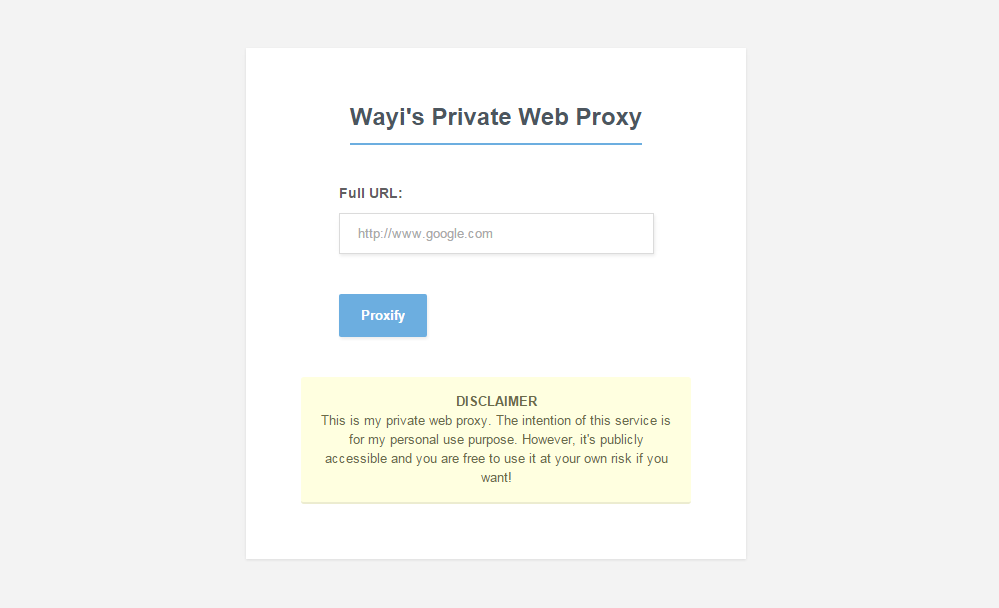 Wayi's Private Web Proxy
Full URL:
http://www.google.com
Proxify
DISCLAIMER
This is my private web proxy. The intention of this service is
for my personal use purpose. However, it's publicly
accessible and you are free to use it at your own risk if you
want!